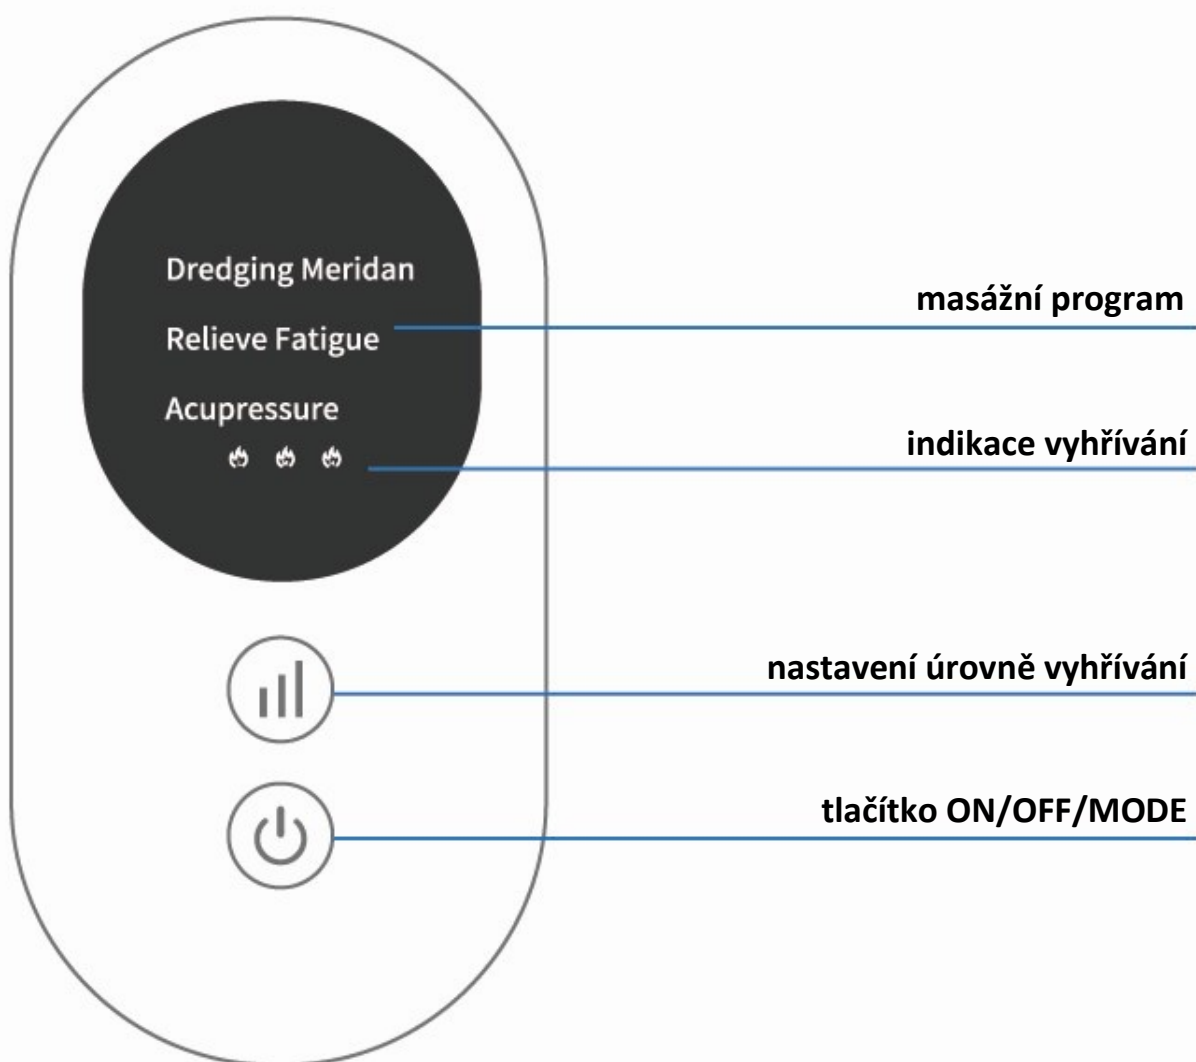 Dredging Meridan
masážní program
Relieve Fatigue
Acupressure
indikace vyhřívání
nastavení úrovně vyhřívání
tlačítko ON/OFF/MODE